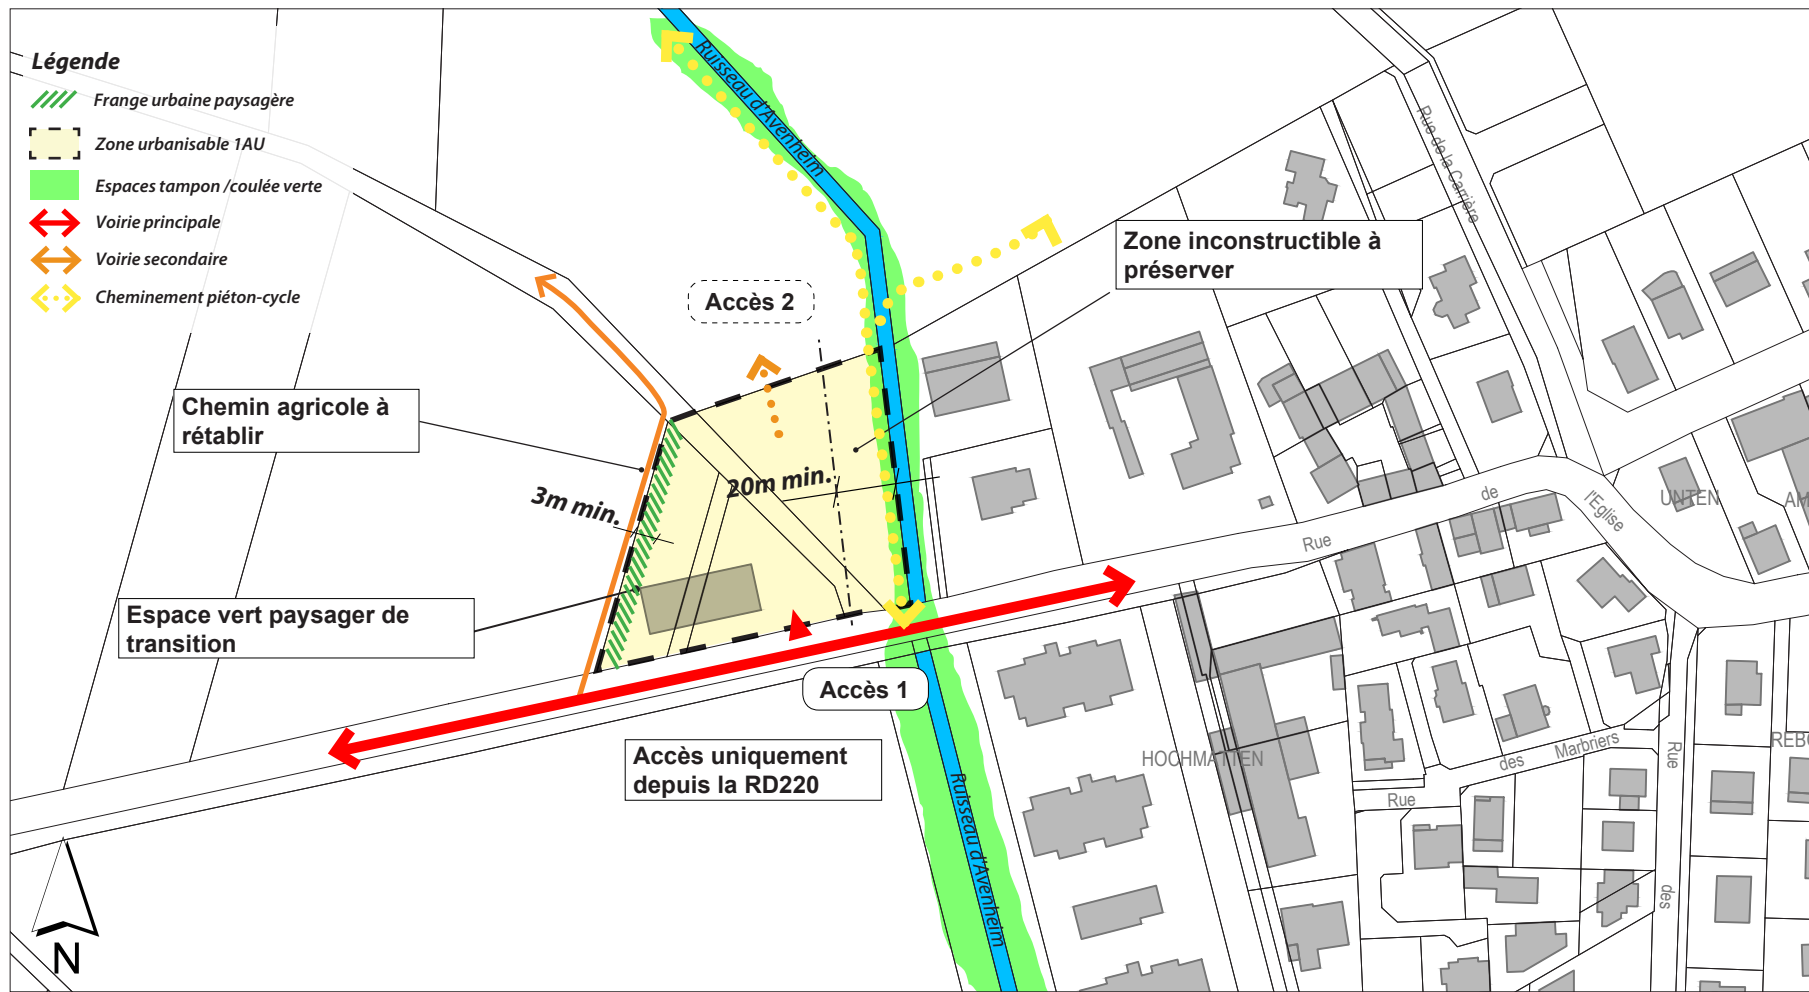 Légende
Frange urbaine paysagère
Zone urbanisable 1AU
Espaces tampon /coulée verte
Voirie principale
Voirie secondaire
Cheminement piéton-cycle
Ruisseau d'Avenheim
Rue de la Carrière
Zone inconstructible à
préserver
Accès 2
Chemin agricole à
rétablir
20m min.
3m min.
Espace vert paysager de
transition
Accès 1
Accès uniquement
depuis la RD220
Rue
de
l'Eglise
UNTEN
AM
HOCHMATTEN
Ruisseau d'Avenheim
Rue
des
Marbriers
Rue
des
REBG
N